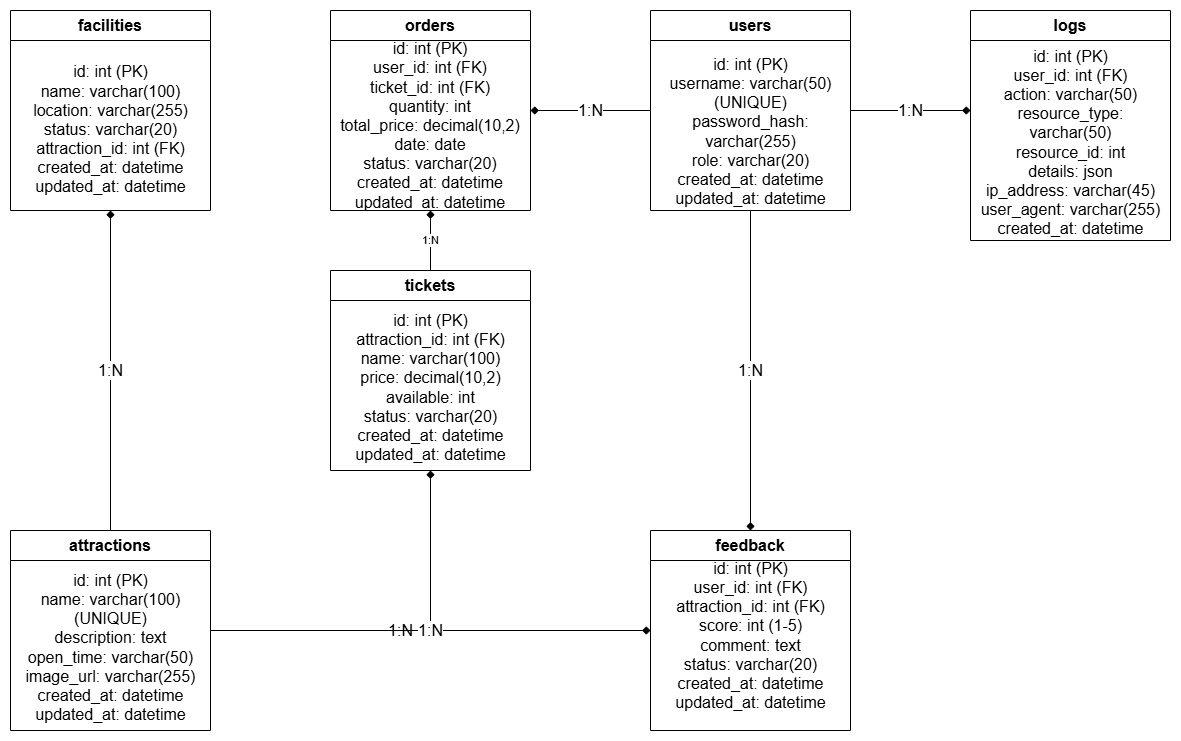 facilities
id: int (PK)
name: varchar(100)
location: varchar(255)
status: varchar(20)
attraction_id: int (FK)
created_at: datetime
updated_at: datetime
orders
id: int (PK)
user_id: int (FK)
ticket_id: int (FK)
quantity: int
total_price: decimal(10,2)
date: date
status: varchar(20)
created_at: datetime
updated_at: datetime
1:N
users
id: int (PK)
username: varchar(50)
(UNIQUE)
password_hash:
varchar(255)
role: varchar(20)
created_at: datetime
updated_at: datetime
1:N
logs
id: int (PK)
user_id: int (FK)
action: varchar(50)
resource_type:
varchar(50)
resource_id: int
details: json
ip_address: varchar(45)
user_agent: varchar(255)
created_at: datetime
1:N
tickets
id: int (PK)
attraction_id: int (FK)
name: varchar(100)
price: decimal(10,2)
available: int
status: varchar(20)
created_at: datetime
updated_at: datetime
1:N
1:N
attractions
id: int (PK)
name: varchar(100)
(UNIQUE)
description: text
open_time: varchar(50)
image_url: varchar(255)
created_at: datetime
updated_at: datetime
1:N 1:N
feedback
id: int (PK)
user_id: int (FK)
attraction_id: int (FK)
score: int (1-5)
comment: text
status: varchar(20)
created_at: datetime
updated_at: datetime